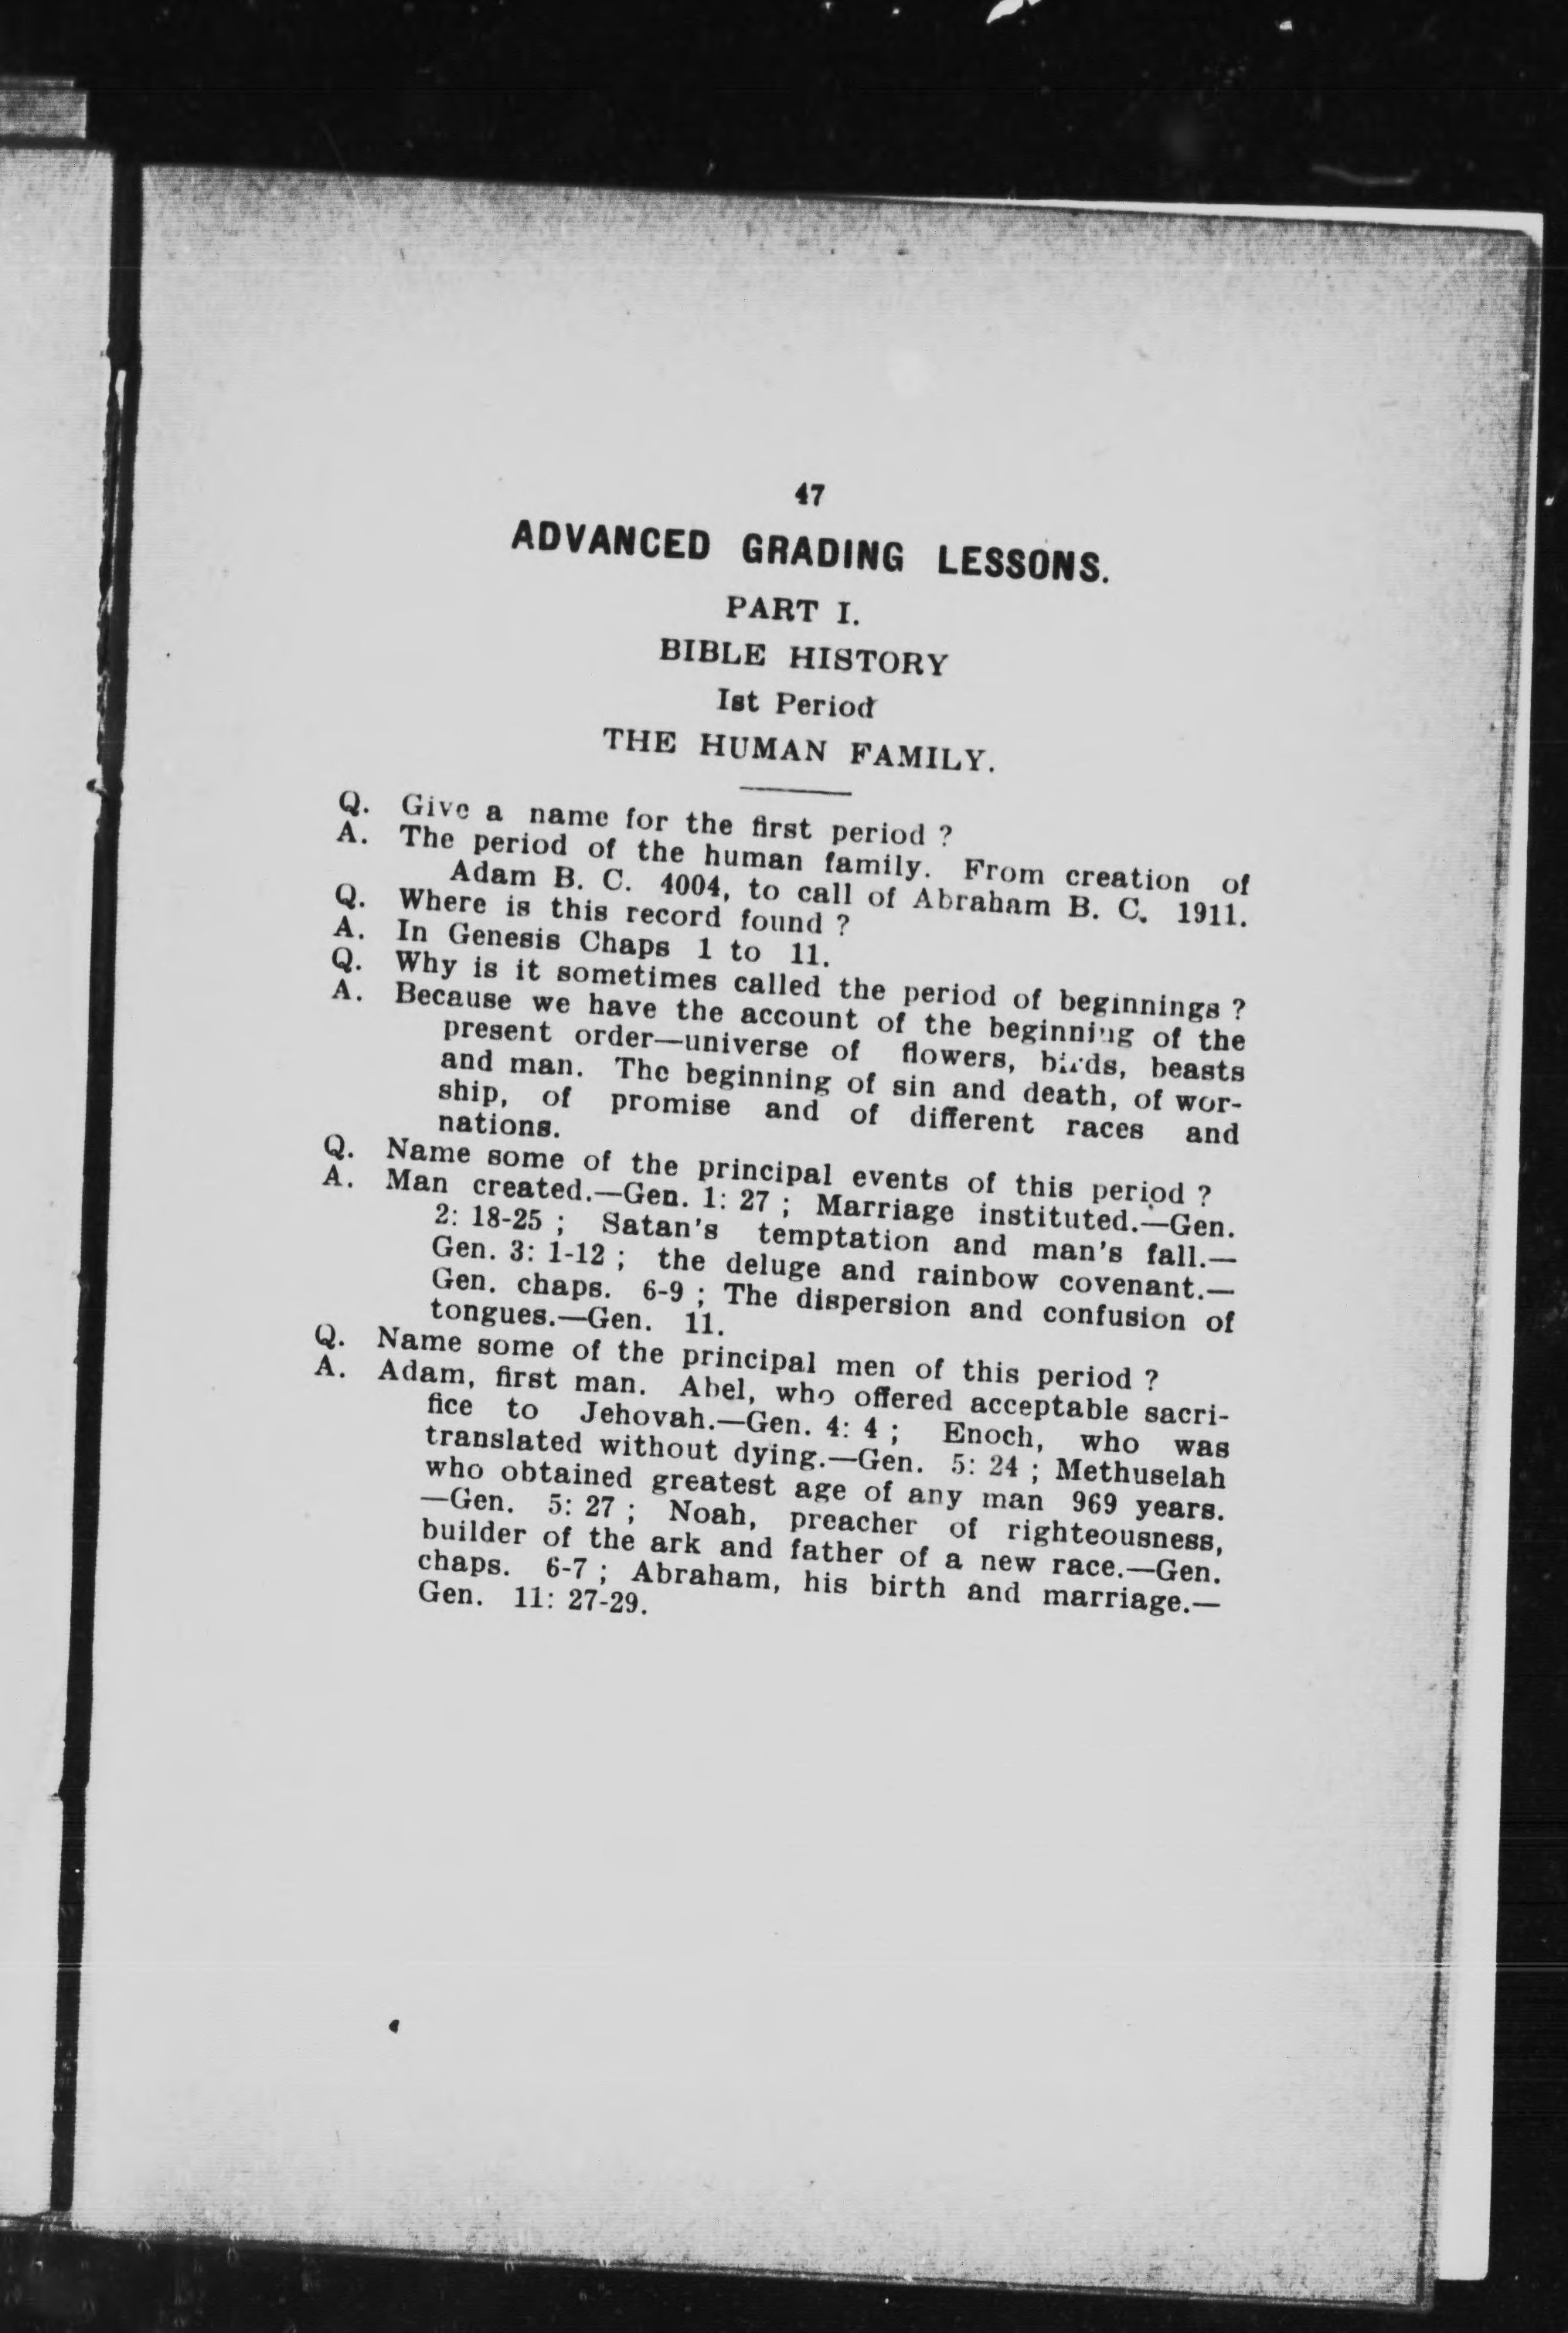 47
ADVANCED GRADING LESSONS.
PART I.
BIBLE HISTORY
Ist Period
THE HUMAN FAMILY.
Q. Give a name for the first period ?
A. The period of the human family. From creation of
Adam B. C. 4004, to call of Abraham B. C. 1911.
Q. Where is this record found ?
A. In Genesis Chaps 1 to 11.
Q. Why is it sometimes called the period of beginnings ?
A. Because we have the account of the beginning of the
present order—universe of flowers, birds, beasts
and man. The beginning of sin and death, of wor-
ship, of promise and of different races and
nations.
Q. Name some of the principal events of this period ?
A. Man created.—Gen. 1: 27 ; Marriage instituted.—Gen.
2: 18-25 ; Satan's temptation and man's fall.—
Gen. 3: 1-12 ; the deluge and rainbow covenant.—
Gen. chaps. 6-9 ; The dispersion and confusion of
tongues.—Gen. 11.
Q. Name some of the principal men of this period ?
A. Adam, first man. Abel, who offered acceptable sacri-
fice to Jehovah.—Gen. 4: 4 ; Enoch, who was
translated without dying.—Gen. 5: 24 ; Methuselah
who obtained greatest age of any man 969 years.
—Gen. 5: 27 ; Noah, preacher of righteousness,
builder of the ark and father of a new race.—Gen.
chaps. 6-7 ; Abraham, his birth and marriage.—
Gen. 11: 27-29.